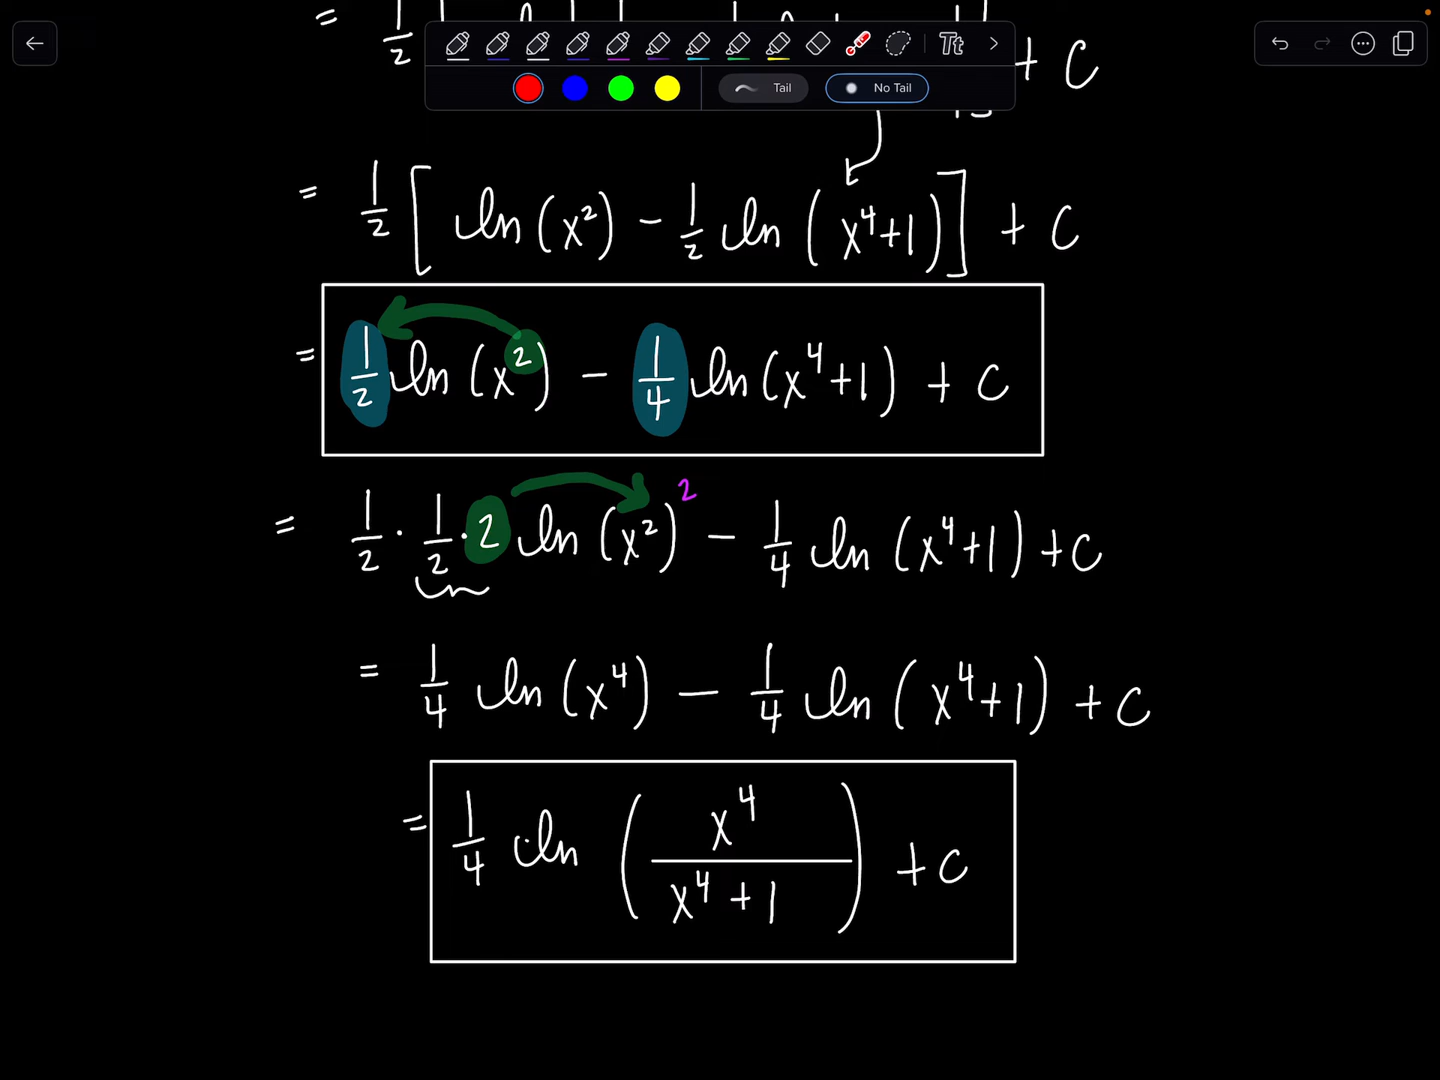 = 1/2 + C
Tt
Tail No Tail
= 1/2 [ ln (x²) - 1/2 ln (x⁴+1) ] + C
= 1/2 ln (x²) - 1/4 ln (x⁴+1) + C
= 1/2 · 1/2 · 2 ln (x²)² - 1/4 ln (x⁴+1) + C
= 1/4 ln (x⁴) - 1/4 ln (x⁴+1) + C
= 1/4 ln ( x⁴ / x⁴+1 ) + C